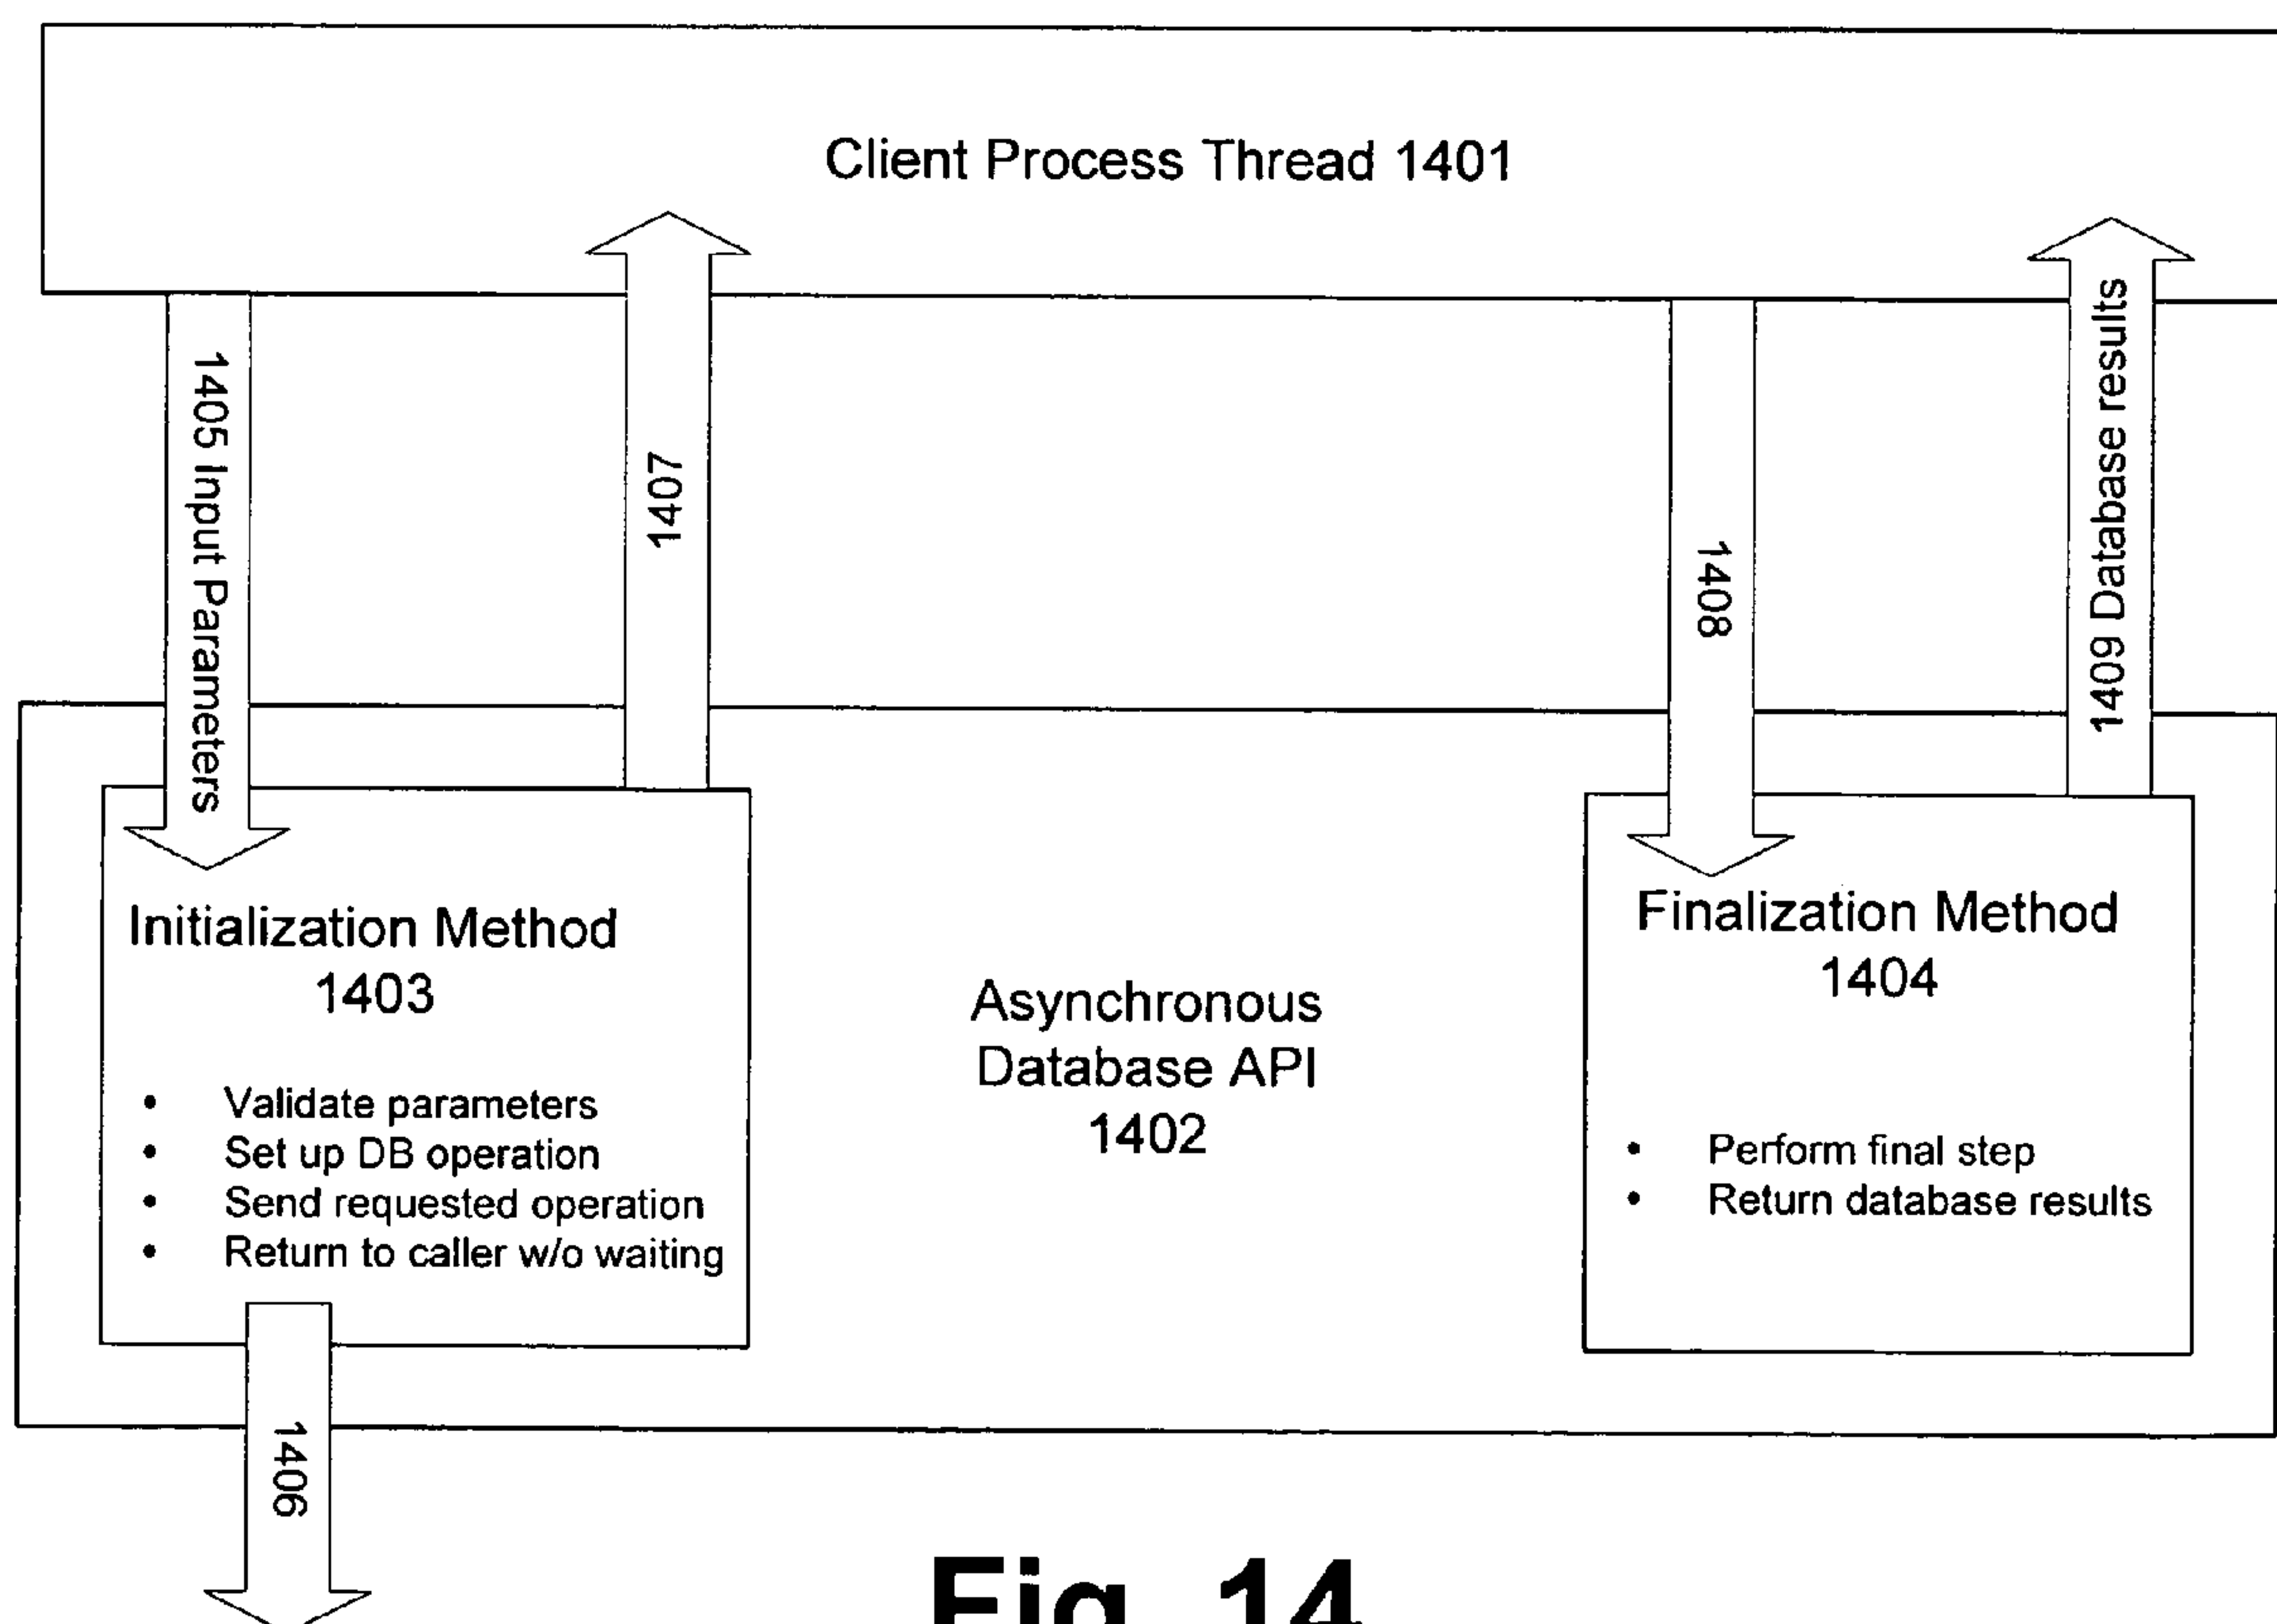 Client Process Thread 1401
1405 Input Parameters
1407
1408
1409 Database results
Initialization Method
1403
• Validate parameters
• Set up DB operation
• Send requested operation
• Return to caller w/o waiting
Asynchronous
Database API
1402
Finalization Method
1404
• Perform final step
• Return database results
1406
Fig. 14